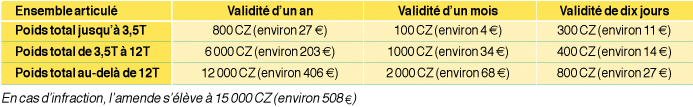 Ensemble articulé Validité d'un an Validité d'un mois Validité de dix jours
Poids total jusqu'à 3,5T 800 CZ (environ 27 €) 100 CZ (environ 4 €) 300 CZ (environ 11 €)
Poids total de 3,5T à 12T 6 000 CZ (environ 203 €) 1000 CZ (environ 34 €) 400 CZ (environ 14 €)
Poids total au-delà de 12T 12 000 CZ (environ 406 €) 2 000 CZ (environ 68 €) 800 CZ (environ 27 €)
En cas d'infraction, l'amende s'élève à 15 000 CZ (environ 508 €)